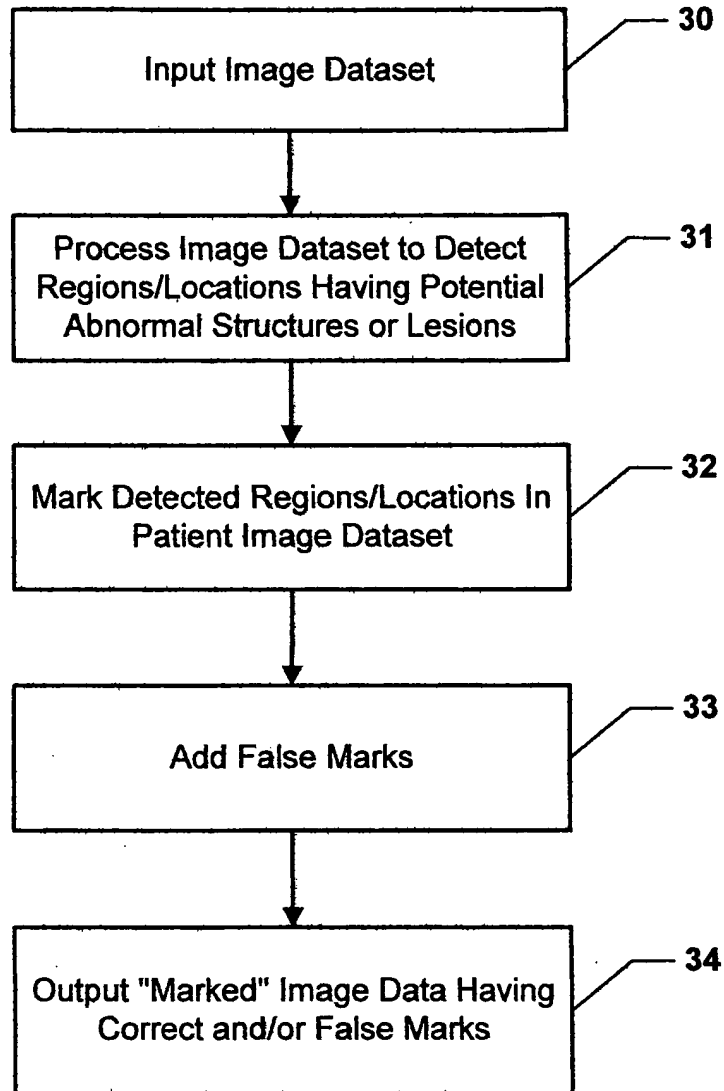 30
Input Image Dataset
31
Process Image Dataset to Detect
Regions/Locations Having Potential
Abnormal Structures or Lesions
32
Mark Detected Regions/Locations In
Patient Image Dataset
33
Add False Marks
34
Output "Marked" Image Data Having
Correct and/or False Marks